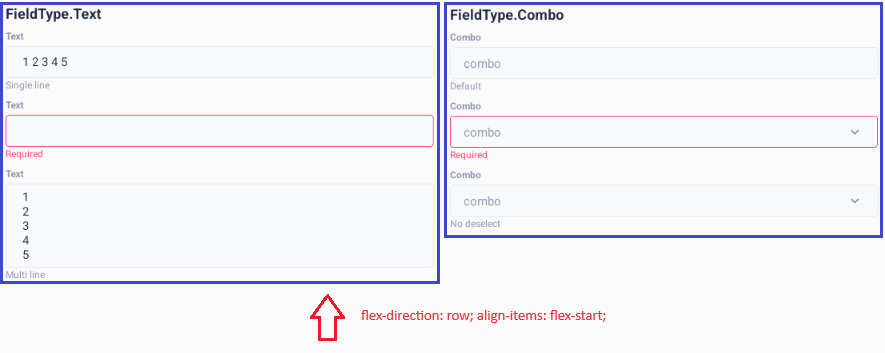 FieldType.Text
Text
1 2 3 4 5
Single line
Text
Required
Text
1
2
3
4
5
Multi line
FieldType.Combo
Combo
combo
Default
Combo
combo
Required
Combo
combo
No deselect
flex-direction: row; align-items: flex-start;